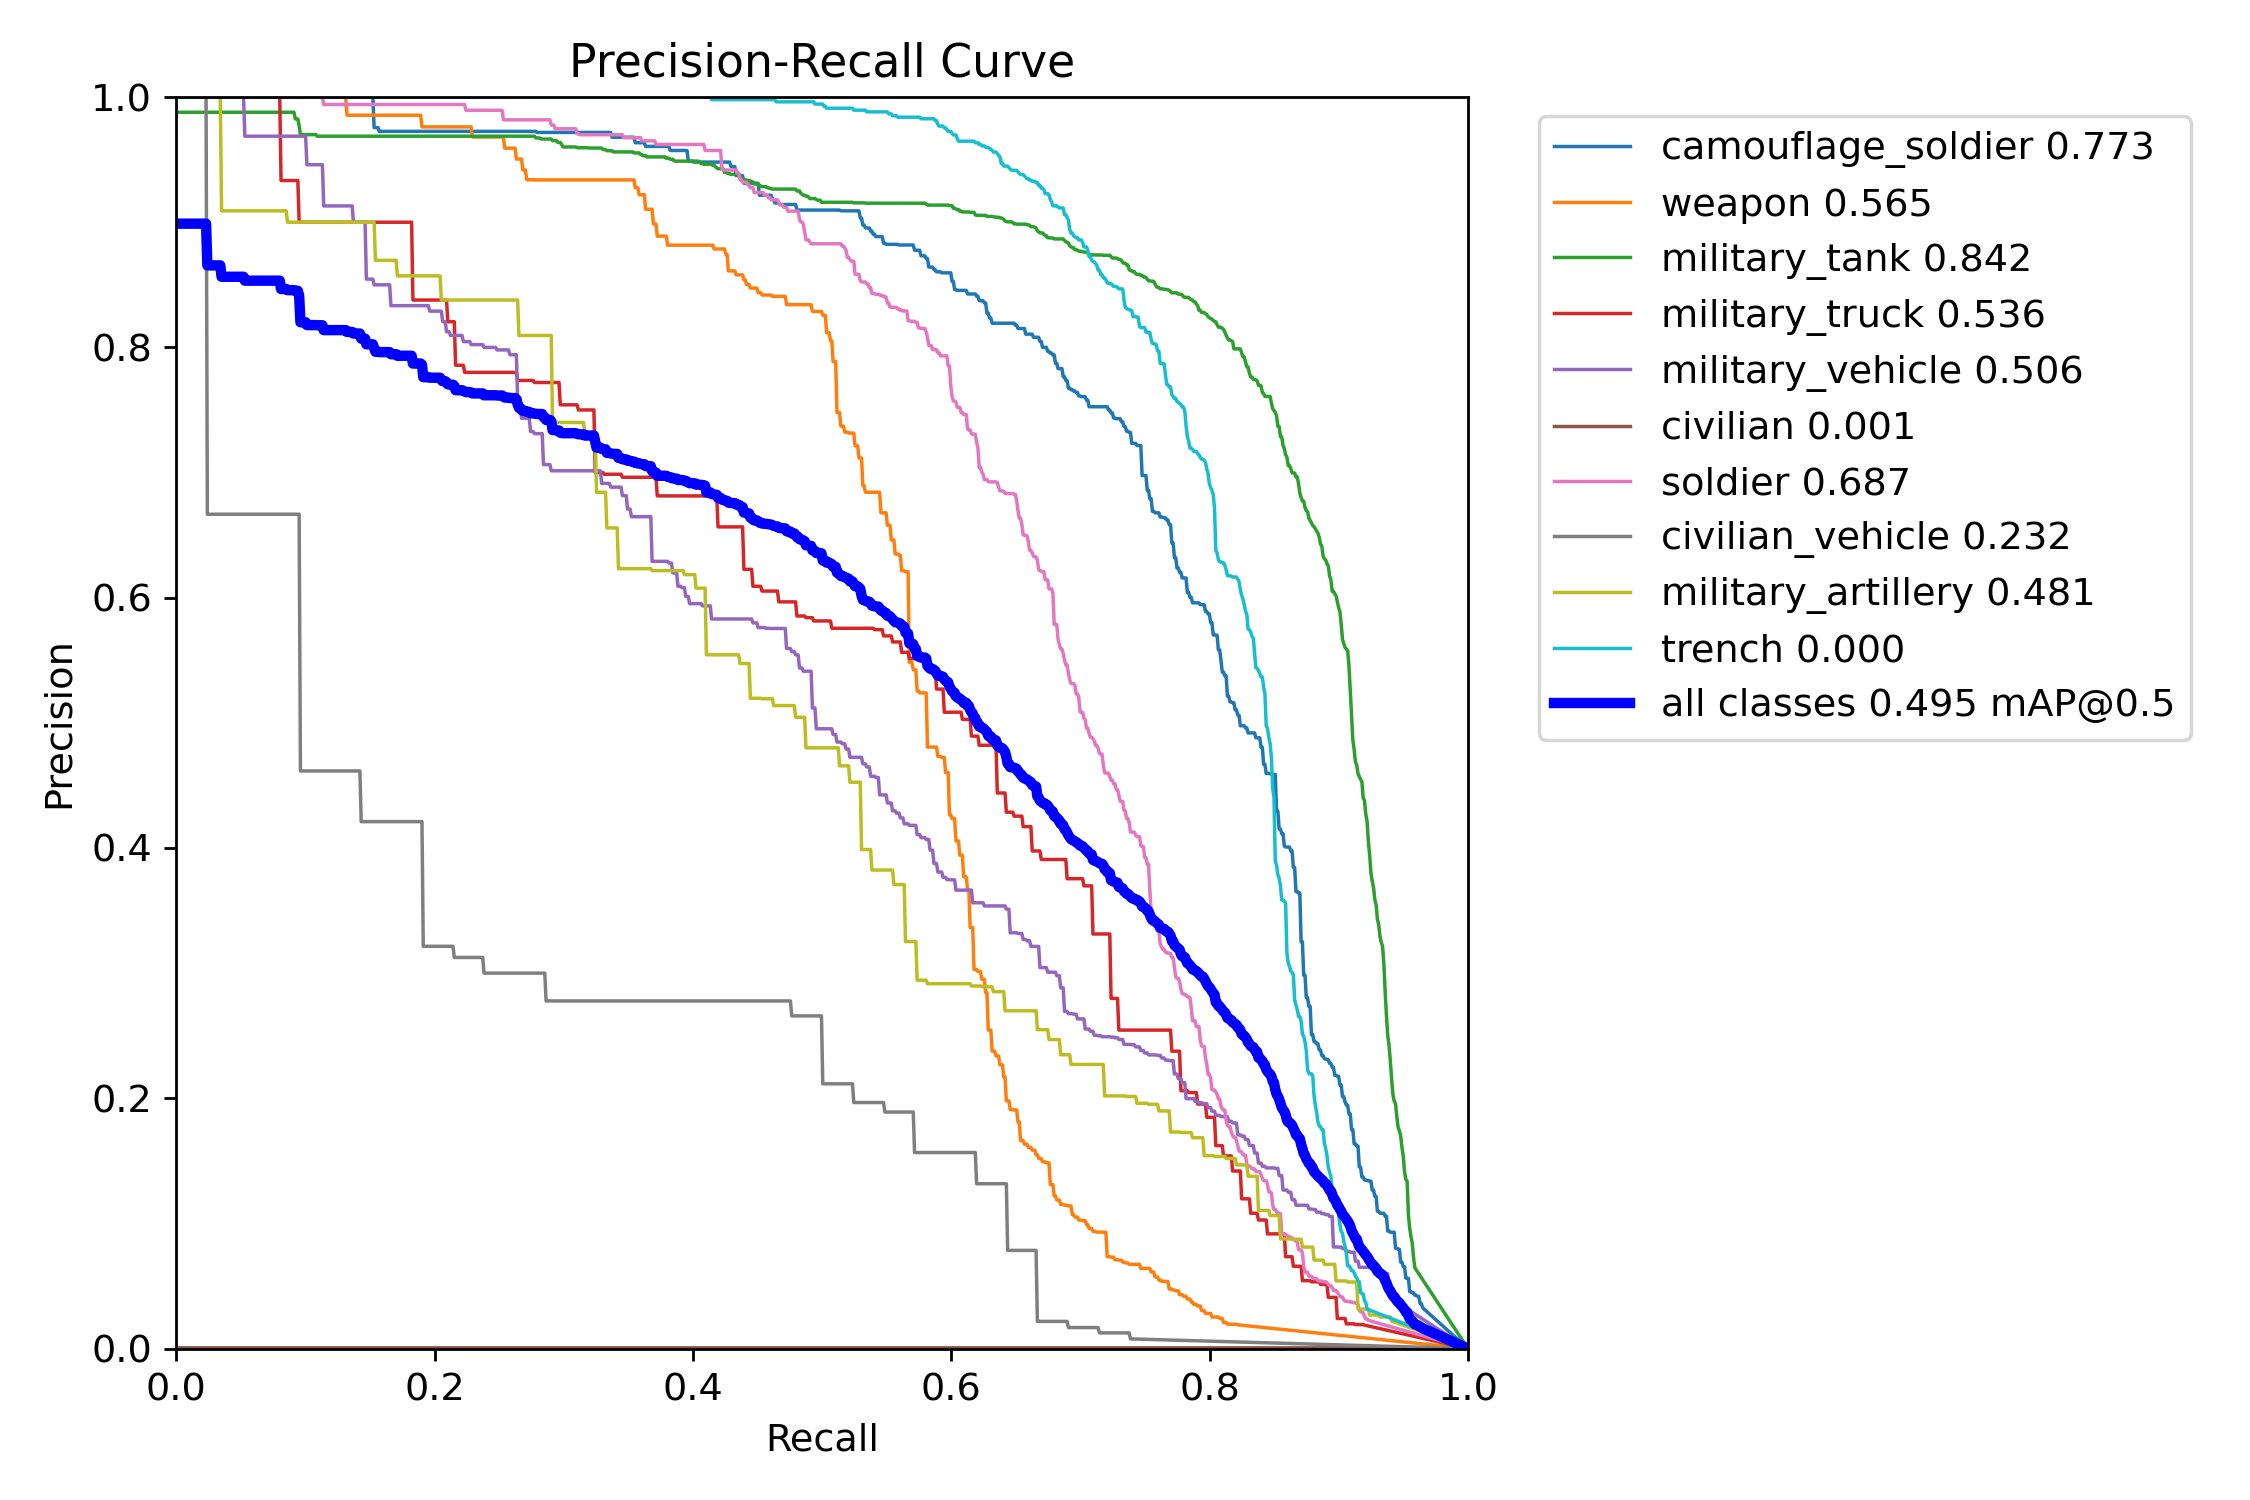 Precision-Recall Curve
1.0
0.8
0.6
0.4
0.2
0.0
Precision
0.0 0.2 0.4 0.6 0.8 1.0
Recall
camouflage_soldier 0.773
weapon 0.565
military_tank 0.842
military_truck 0.536
military_vehicle 0.506
civilian 0.001
soldier 0.687
civilian_vehicle 0.232
military_artillery 0.481
trench 0.000
all classes 0.495 mAP@0.5